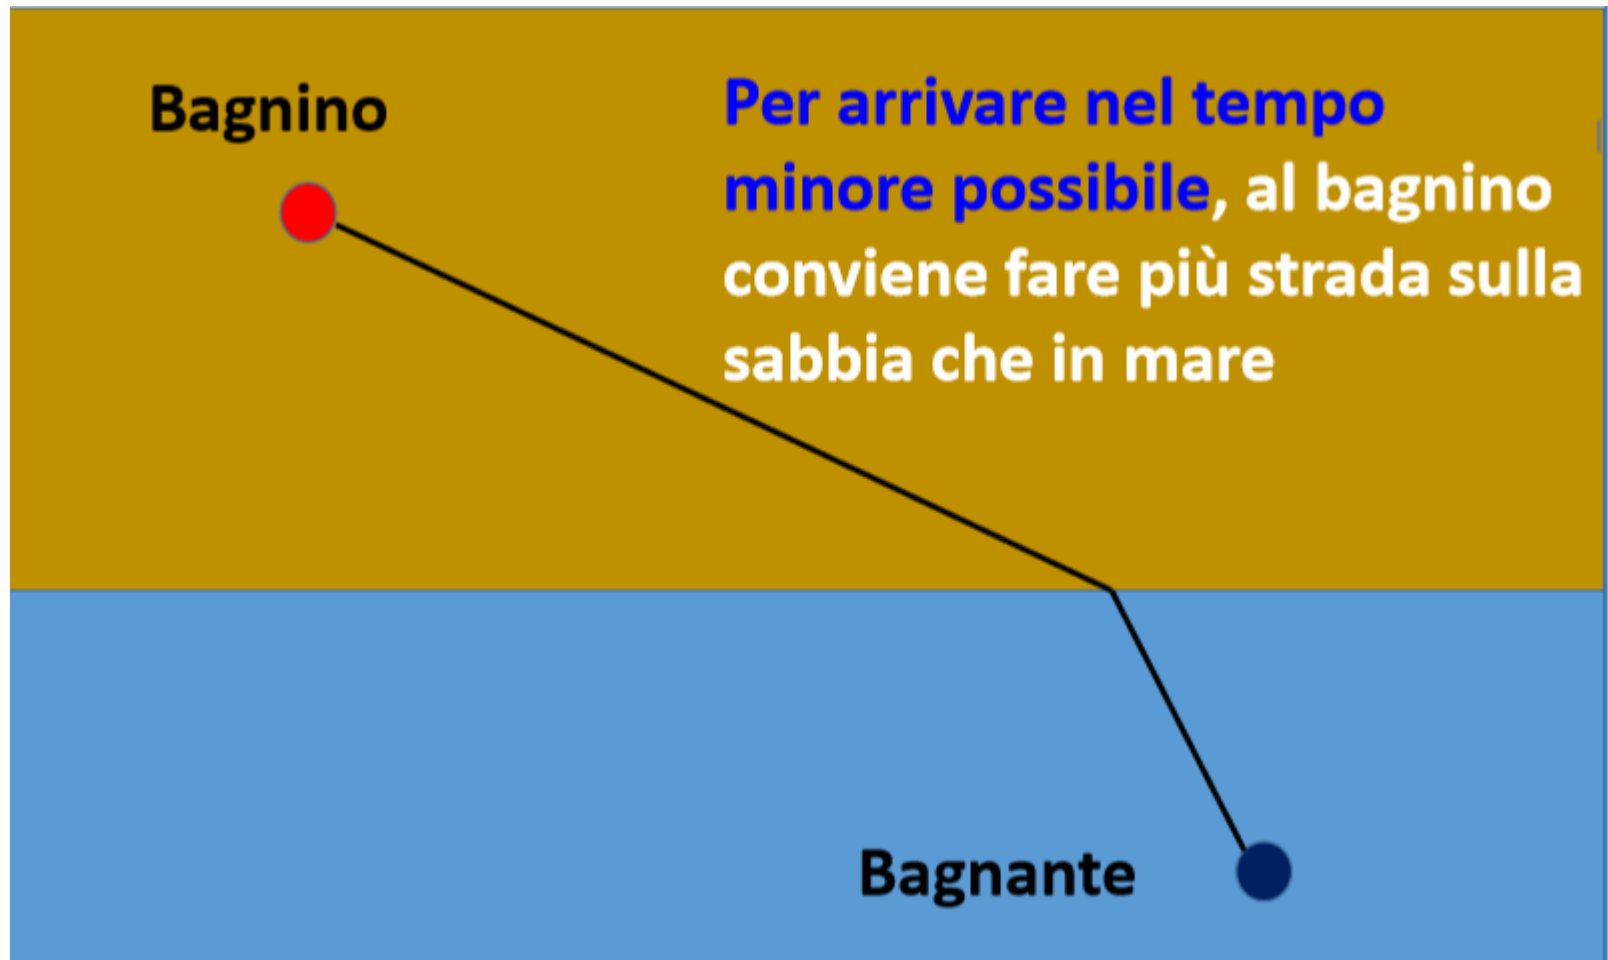 Bagnino
Per arrivare nel tempo
minore possibile, al bagnino
conviene fare più strada sulla
sabbia che in mare
Bagnante